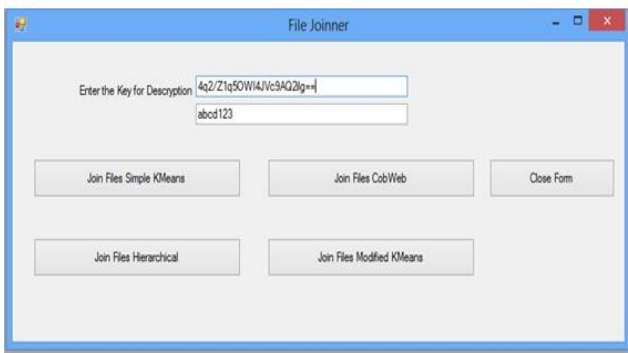 File Joinner
Enter the Key for Descryption
4q2/Z1q5OWI4JVc9AQ2Ig==
abcd123
Join Files Simple KMeans
Join Files CobWeb
Close Form
Join Files Hierarchical
Join Files Modified KMeans